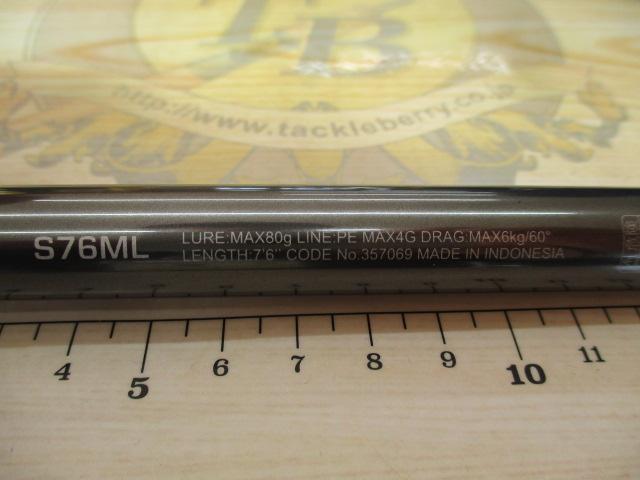 TB
http://www.tackleberry.co.jp
S76ML
LURE:MAX80g LINE:PE MAX4G DRAG:MAX6kg/60°
LENGTH:7'6" CODE No.357069 MADE IN INDONESIA
4 5 6 7 8 9 10 11